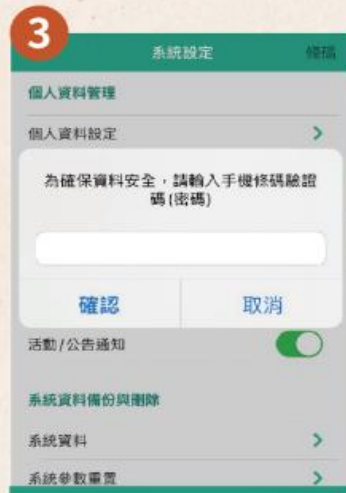 3
系統設定
條碼
個人資料管理
個人資料設定
為確保資料安全，請輸入手機條碼驗證
碼(密碼)
確認
取消
活動/公告通知
系統資料備份與刪除
系統資料
系統參數重置